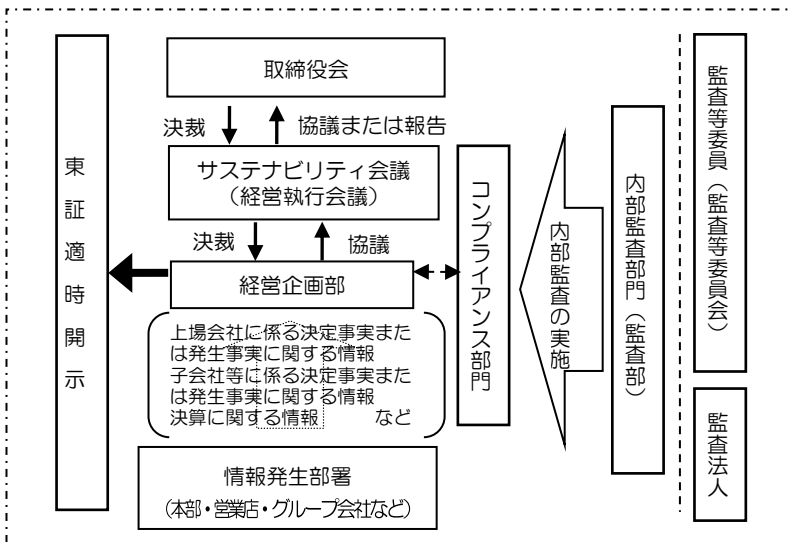 取締役会
決裁
協議または報告
サステナビリティ会議
（経営執行会議）
決裁
協議
経営企画部
上場会社に係る決定事実また
は発生事実に関する情報
子会社等に係る決定事実また
は発生事実に関する情報
決算に関する情報　など
情報発生部署
（本部・営業店・グループ会社など）
東証適時開示
コンプライアンス部門
内部監査の実施
内部監査部門（監査部）
監査等委員（監査等委員会）
監査法人